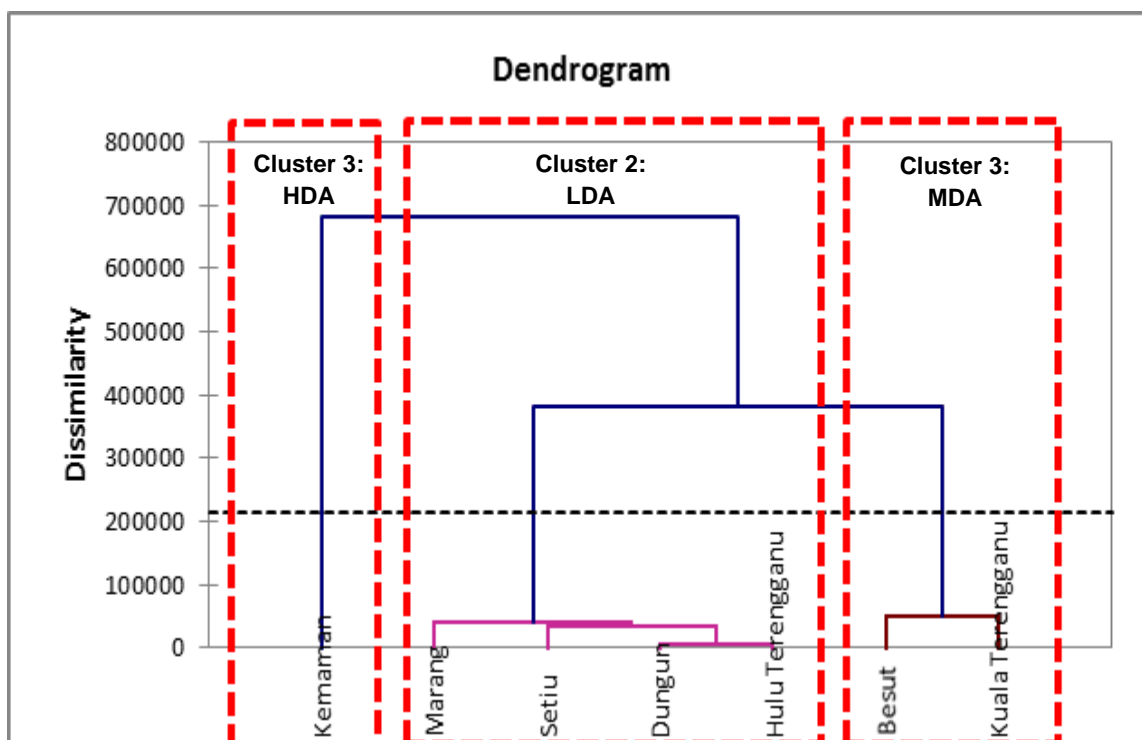 Dendrogram
800000
700000
600000
500000
400000
300000
200000
100000
0
Dissimilarity
Cluster 3:
HDA
Cluster 2:
LDA
Cluster 3:
MDA
Kemaman
Marang
Setiu
Dungun
Hulu Terengganu
Besut
Kuala Terengganu